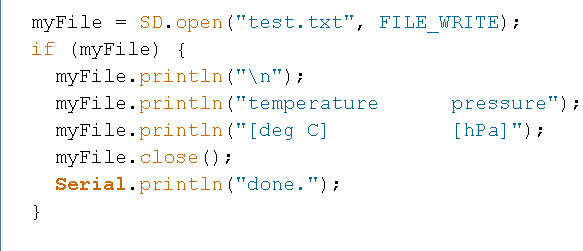 myFile = SD.open("test.txt", FILE_WRITE);
if (myFile) {
  myFile.println("\n");
  myFile.println("temperature      pressure");
  myFile.println("[deg C]          [hPa]");
  myFile.close();
  Serial.println("done.");
}